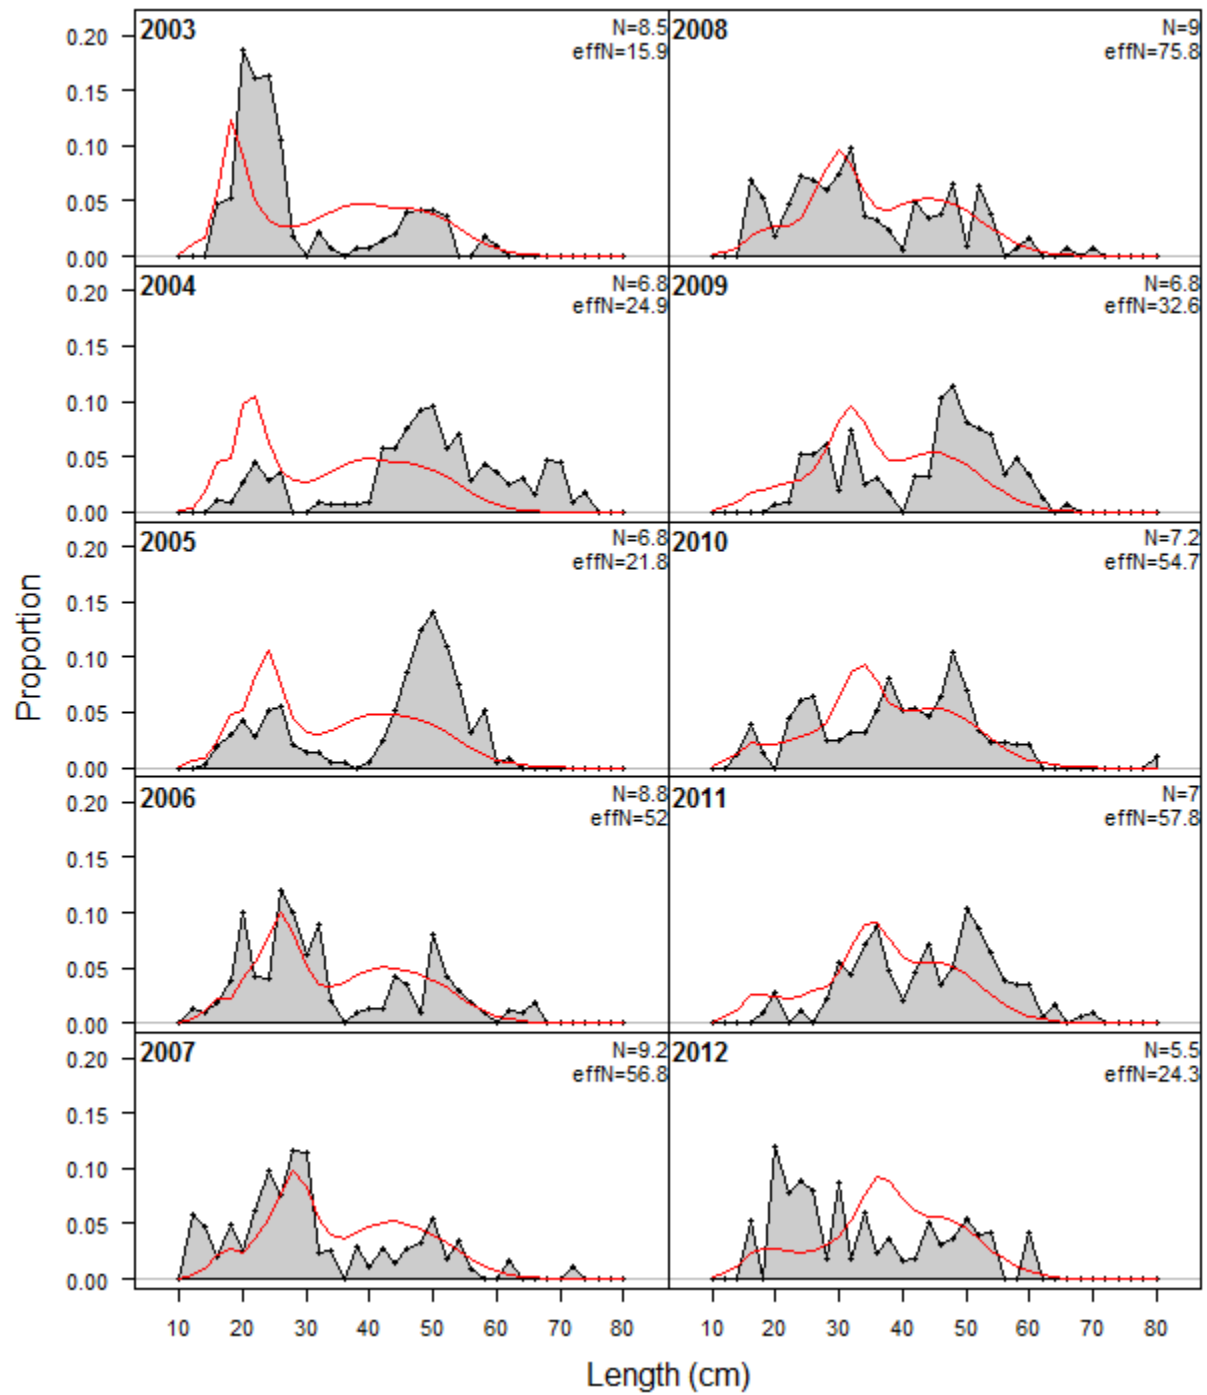 Proportion
2003
N=8.5
effN=15.9
0.20
0.15
0.10
0.05
0.00
2004
N=6.8
effN=24.9
0.20
0.15
0.10
0.05
0.00
2005
N=6.8
effN=21.8
0.20
0.15
0.10
0.05
0.00
2006
N=8.8
effN=52
0.20
0.15
0.10
0.05
0.00
2007
N=9.2
effN=56.8
0.20
0.15
0.10
0.05
0.00
10 20 30 40 50 60 70 80
2008
N=9
effN=75.8
2009
N=6.8
effN=32.6
2010
N=7.2
effN=54.7
2011
N=7
effN=57.8
2012
N=5.5
effN=24.3
10 20 30 40 50 60 70 80
Length (cm)